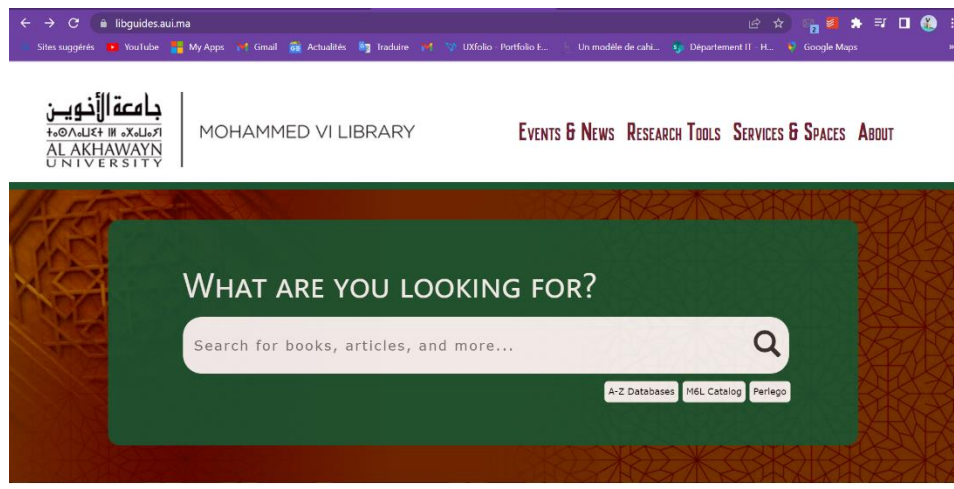 libguides.aui.ma
Sites suggérés YouTube My Apps Gmail Actualités Traduire UXfolio - Portfolio E... Un modèle de cahi... Département IT - H... Google Maps
جامعة الأخوين
AL AKHAWAYN
UNIVERSITY
MOHAMMED VI LIBRARY
EVENTS & NEWS RESEARCH TOOLS SERVICES & SPACES ABOUT
WHAT ARE YOU LOOKING FOR?
Search for books, articles, and more...
A-Z Databases M6L Catalog Perlego